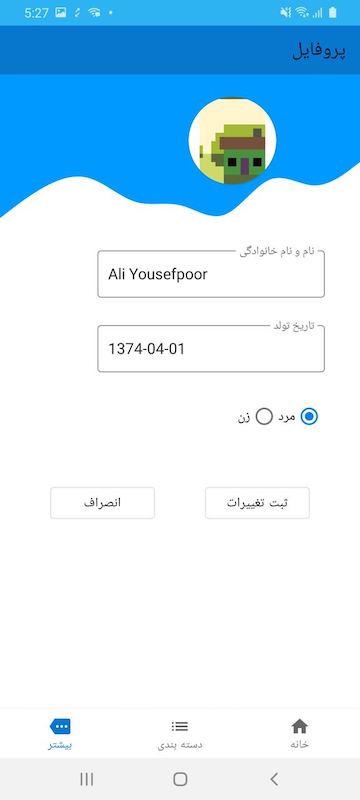 5:27
پروفایل
نام و نام خانوادگی
Ali Yousefpoor
تاریخ تولد
1374-04-01
مرد زن
ثبت تغییرات انصراف
خانه دسته بندی بیشتر